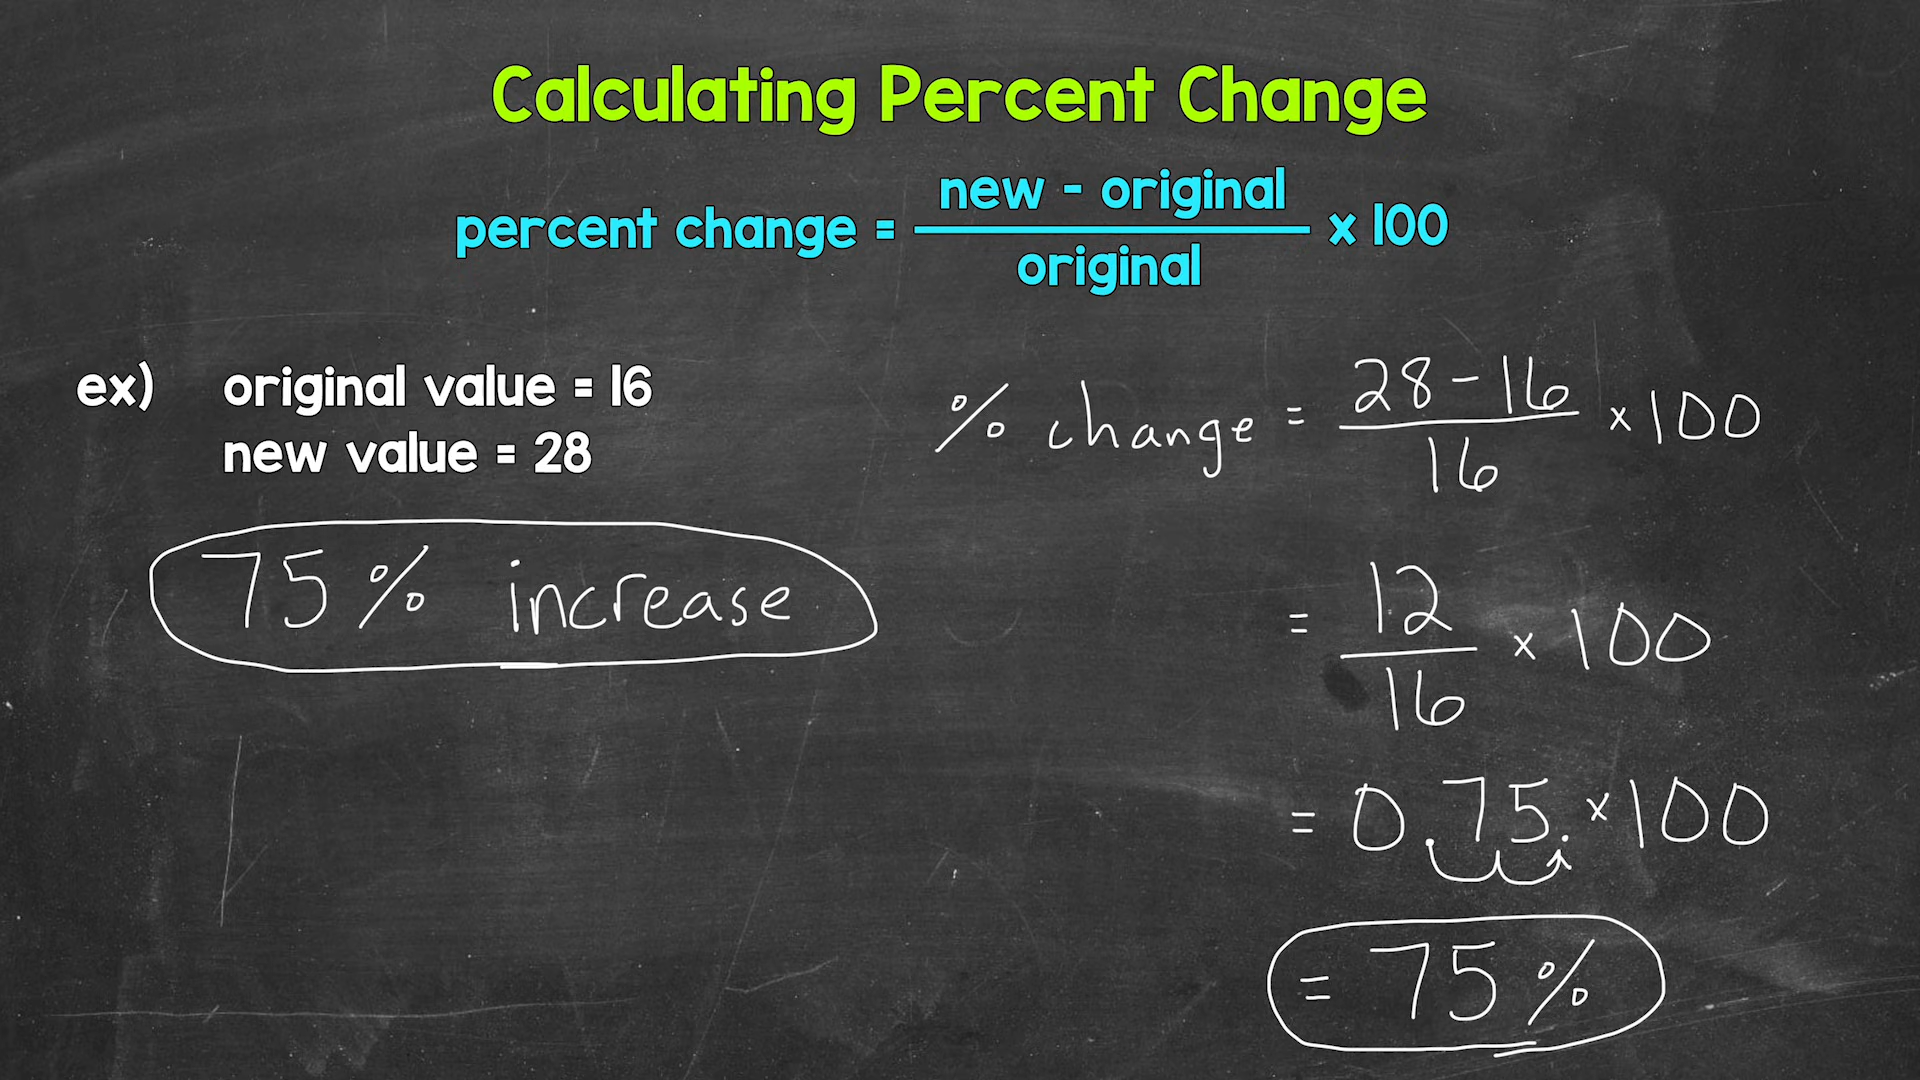 Calculating Percent Change
percent change = new - original / original x 100
ex) original value = 16
new value = 28
75% increase
% change = 28 - 16 / 16 x 100
= 12 / 16 x 100
= 0.75. x 100
= 75%